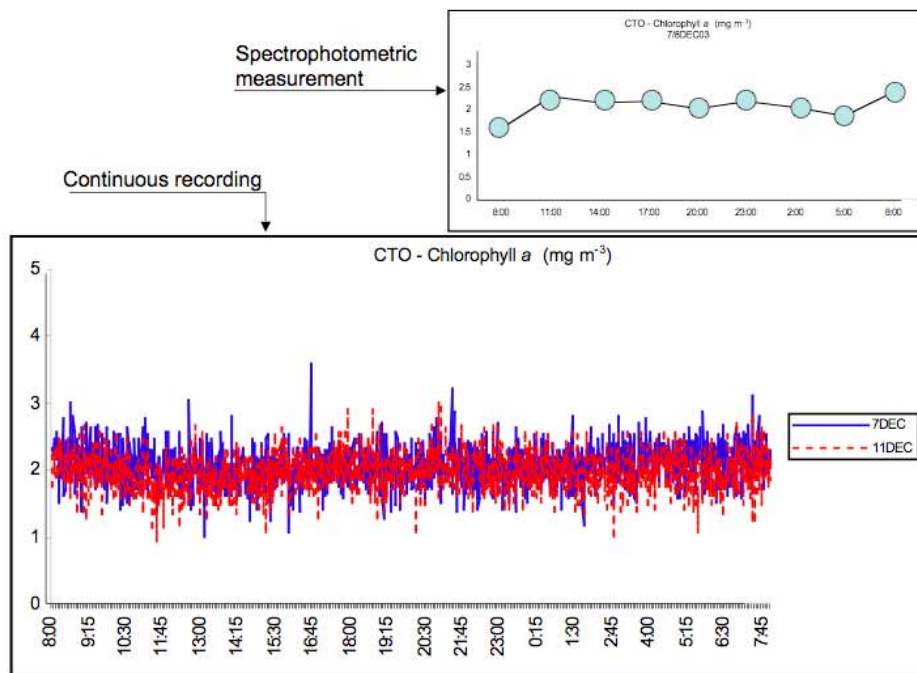 Spectrophotometric
measurement
CTO - Chlorophyll a (mg m-3)
7/8DEC03
3
2.5
2
1.5
1
0.5
0
8:00 11:00 14:00 17:00 20:00 23:00 2:00 5:00 8:00
Continuous recording
CTO - Chlorophyll a (mg m-3)
5
4
3
2
1
0
8:00 9:15 10:30 11:45 13:00 14:15 15:30 16:45 18:00 19:15 20:30 21:45 23:00 0:15 1:30 2:45 4:00 5:15 6:30 7:45
7DEC
11DEC